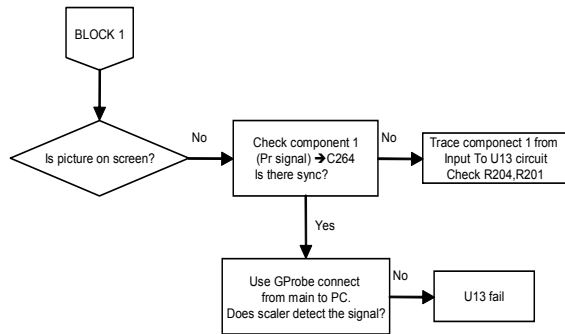 BLOCK 1
Is picture on screen?
No
Check component 1
(Pr signal) ➔C264
Is there sync?
No
Trace component 1 from
Input To U13 circuit
Check R204,R201
Yes
Use GProbe connect
from main to PC.
Does scaler detect the signal?
No
U13 fail